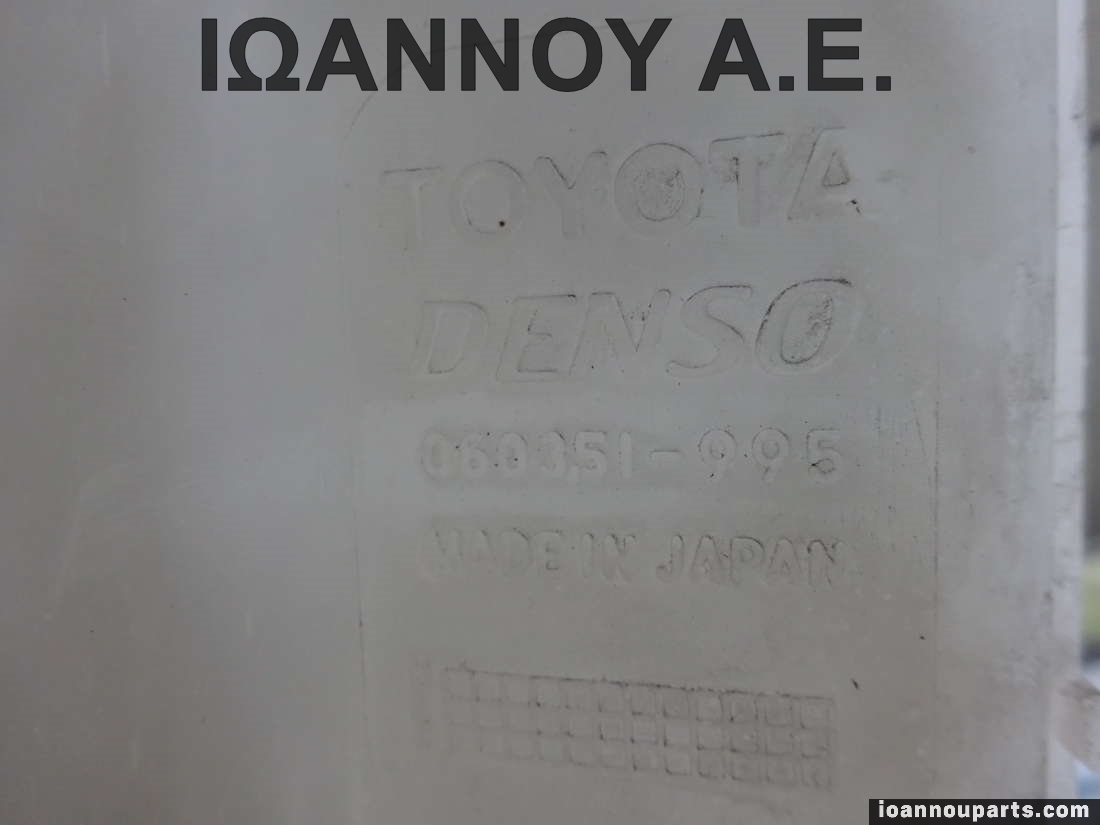 ΙΩΑΝΝΟΥ Α.Ε.
TOYOTA
DENSO
060351-995
MADE IN JAPAN
ioannouparts.com